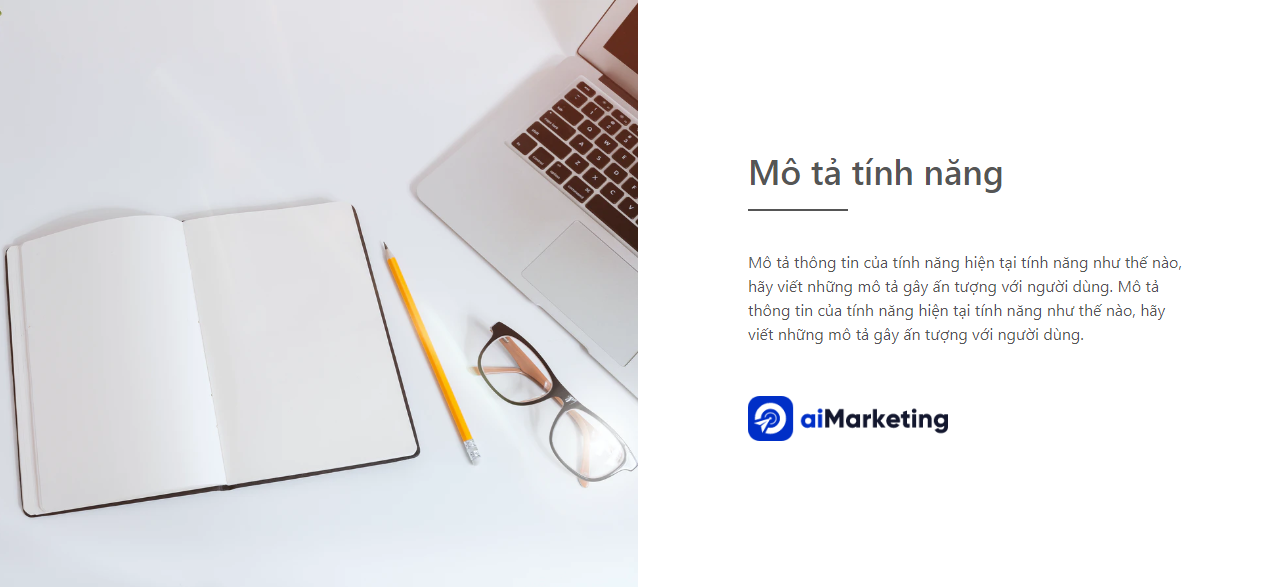 Mô tả tính năng
Mô tả thông tin của tính năng hiện tại tính năng như thế nào,
hãy viết những mô tả gây ấn tượng với người dùng. Mô tả
thông tin của tính năng hiện tại tính năng như thế nào, hãy
viết những mô tả gây ấn tượng với người dùng.
aiMarketing